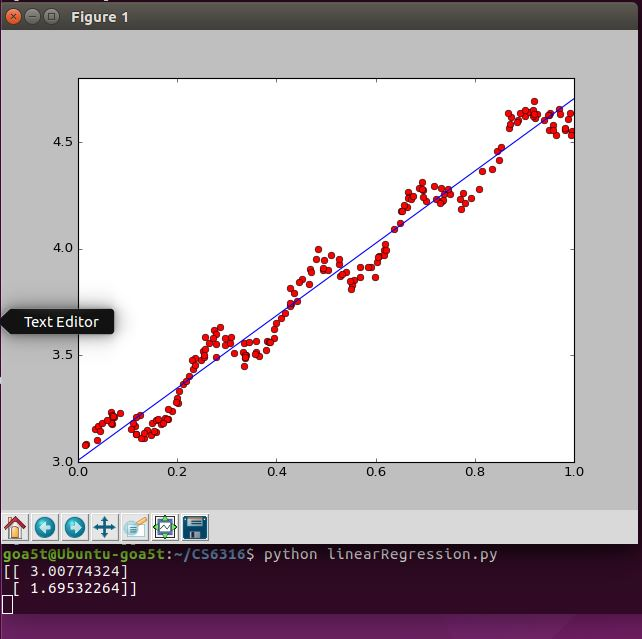 Figure 1
4.5
4.0
Text Editor
3.5
3.0
0.0 0.2 0.4 0.6 0.8 1.0
goa5t@Ubuntu-goa5t:~/CS6316$ python linearRegression.py
[[ 3.00774324]
[ 1.69532264]]